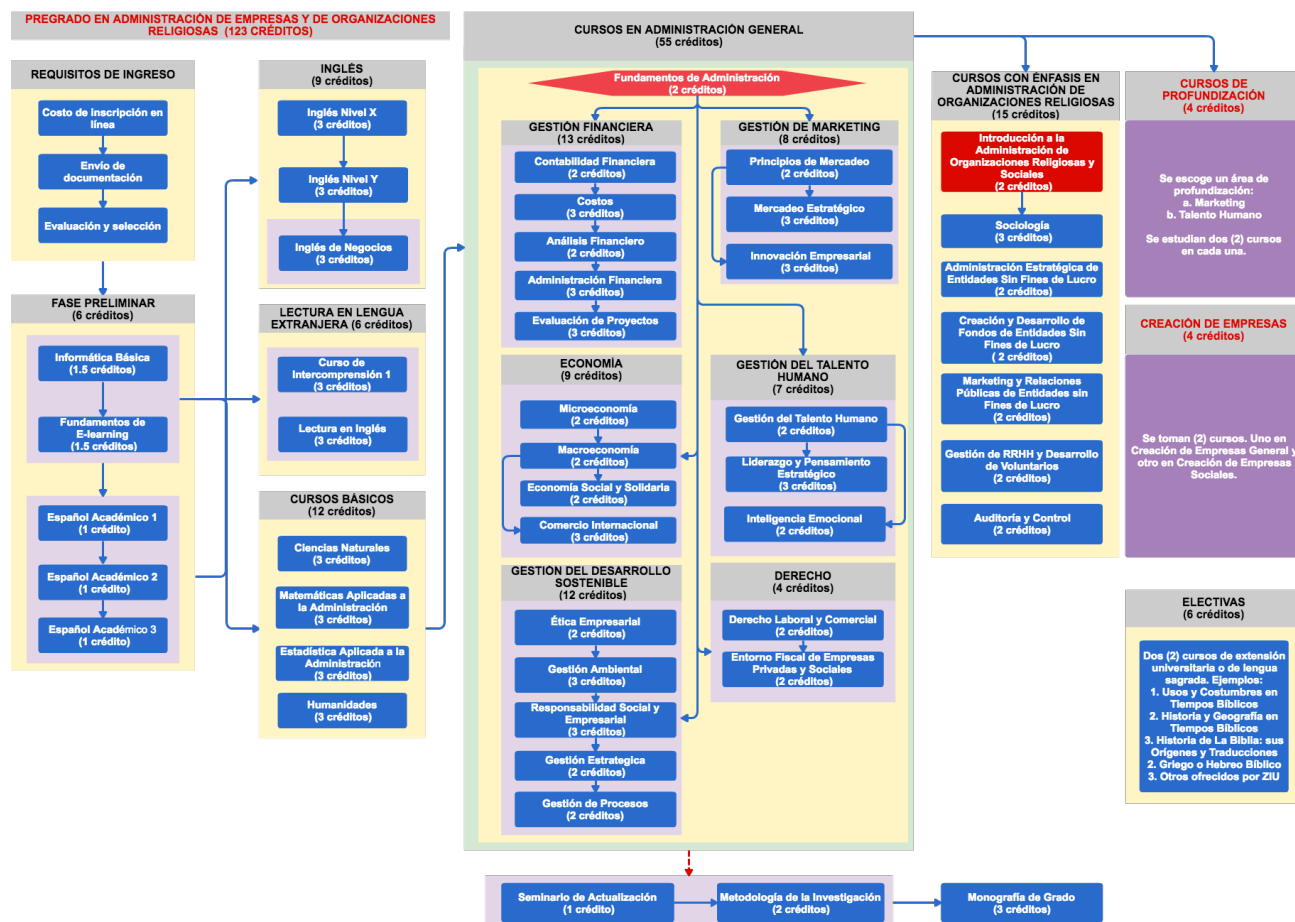 PREGRADO EN ADMINISTRACIÓN DE EMPRESAS Y DE ORGANIZACIONES
RELIGIOSAS (123 CRÉDITOS)
REQUISITOS DE INGRESO
Costo de inscripción en
línea
Envío de
documentación
Evaluación y selección
FASE PRELIMINAR
(6 créditos)
Informática Básica
(1.5 créditos)
Fundamentos de
E-learning
(1.5 créditos)
Español Académico 1
(1 crédito)
Español Académico 2
(1 crédito)
Español Académico 3
(1 crédito)
INGLÉS
(9 créditos)
Inglés Nivel X
(3 créditos)
Inglés Nivel Y
(3 créditos)
Inglés de Negocios
(3 créditos)
LECTURA EN LENGUA
EXTRANJERA (6 créditos)
Curso de
Intercomprensión 1
(3 créditos)
Lectura en Inglés
(3 créditos)
CURSOS BÁSICOS
(12 créditos)
Ciencias Naturales
(3 créditos)
Matemáticas Aplicadas a
la Administración
(3 créditos)
Estadística Aplicada a la
Administración
(3 créditos)
Humanidades
(3 créditos)
CURSOS EN ADMINISTRACIÓN GENERAL
(55 créditos)
Fundamentos de Administración
(2 créditos)
GESTIÓN FINANCIERA
(13 créditos)
Contabilidad Financiera
(2 créditos)
Costos
(3 créditos)
Análisis Financiero
(2 créditos)
Administración Financiera
(3 créditos)
Evaluación de Proyectos
(3 créditos)
GESTIÓN DE MARKETING
(8 créditos)
Principios de Mercadeo
(2 créditos)
Mercadeo Estratégico
(3 créditos)
Innovación Empresarial
(3 créditos)
ECONOMÍA
(9 créditos)
Microeconomía
(2 créditos)
Macroeconomía
(2 créditos)
Economía Social y Solidaria
(2 créditos)
Comercio Internacional
(3 créditos)
GESTIÓN DEL TALENTO
HUMANO
(7 créditos)
Gestión del Talento Humano
(2 créditos)
Liderazgo y Pensamiento
Estratégico
(3 créditos)
Inteligencia Emocional
(2 créditos)
GESTIÓN DEL DESARROLLO
SOSTENIBLE
(12 créditos)
Ética Empresarial
(2 créditos)
Gestión Ambiental
(3 créditos)
Responsabilidad Social y
Empresarial
(3 créditos)
Gestión Estrategica
(2 créditos)
Gestión de Procesos
(2 créditos)
DERECHO
(4 créditos)
Derecho Laboral y Comercial
(2 créditos)
Entorno Fiscal de Empresas
Privadas y Sociales
(2 créditos)
CURSOS CON ÉNFASIS EN
ADMINISTRACIÓN DE
ORGANIZACIONES RELIGIOSAS
(15 créditos)
Introducción a la
Administración de
Organizaciones Religiosas y
Sociales
(2 créditos)
Sociología
(3 créditos)
Administración Estratégica de
Entidades Sin Fines de Lucro
(2 créditos)
Creación y Desarrollo de
Fondos de Entidades Sin
Fines de Lucro
( 2 créditos)
Marketing y Relaciones
Públicas de Entidades sin
Fines de Lucro
(2 créditos)
Gestión de RRHH y Desarrollo
de Voluntarios
(2 créditos)
Auditoría y Control
(2 créditos)
CURSOS DE
PROFUNDIZACIÓN
(4 créditos)
Se escoge un área de
profundización:
a. Marketing
b. Talento Humano
Se estudian dos (2) cursos
en cada una.
CREACIÓN DE EMPRESAS
(4 créditos)
Se toman (2) cursos. Uno en
Creación de Empresas General y
otro en Creación de Empresas
Sociales.
ELECTIVAS
(6 créditos)
Dos (2) cursos de extensión
universitaria o de lengua
sagrada. Ejemplos:
1. Usos y Costumbres en
Tiempos Bíblicos
2. Historia y Geografía en
Tiempos Bíblicos
3. Historia de La Biblia: sus
Orígenes y Traducciones
2. Griego o Hebreo Bíblico
3. Otros ofrecidos por ZIU
Seminario de Actualización
(1 crédito)
Metodología de la Investigación
(2 créditos)
Monografía de Grado
(3 créditos)